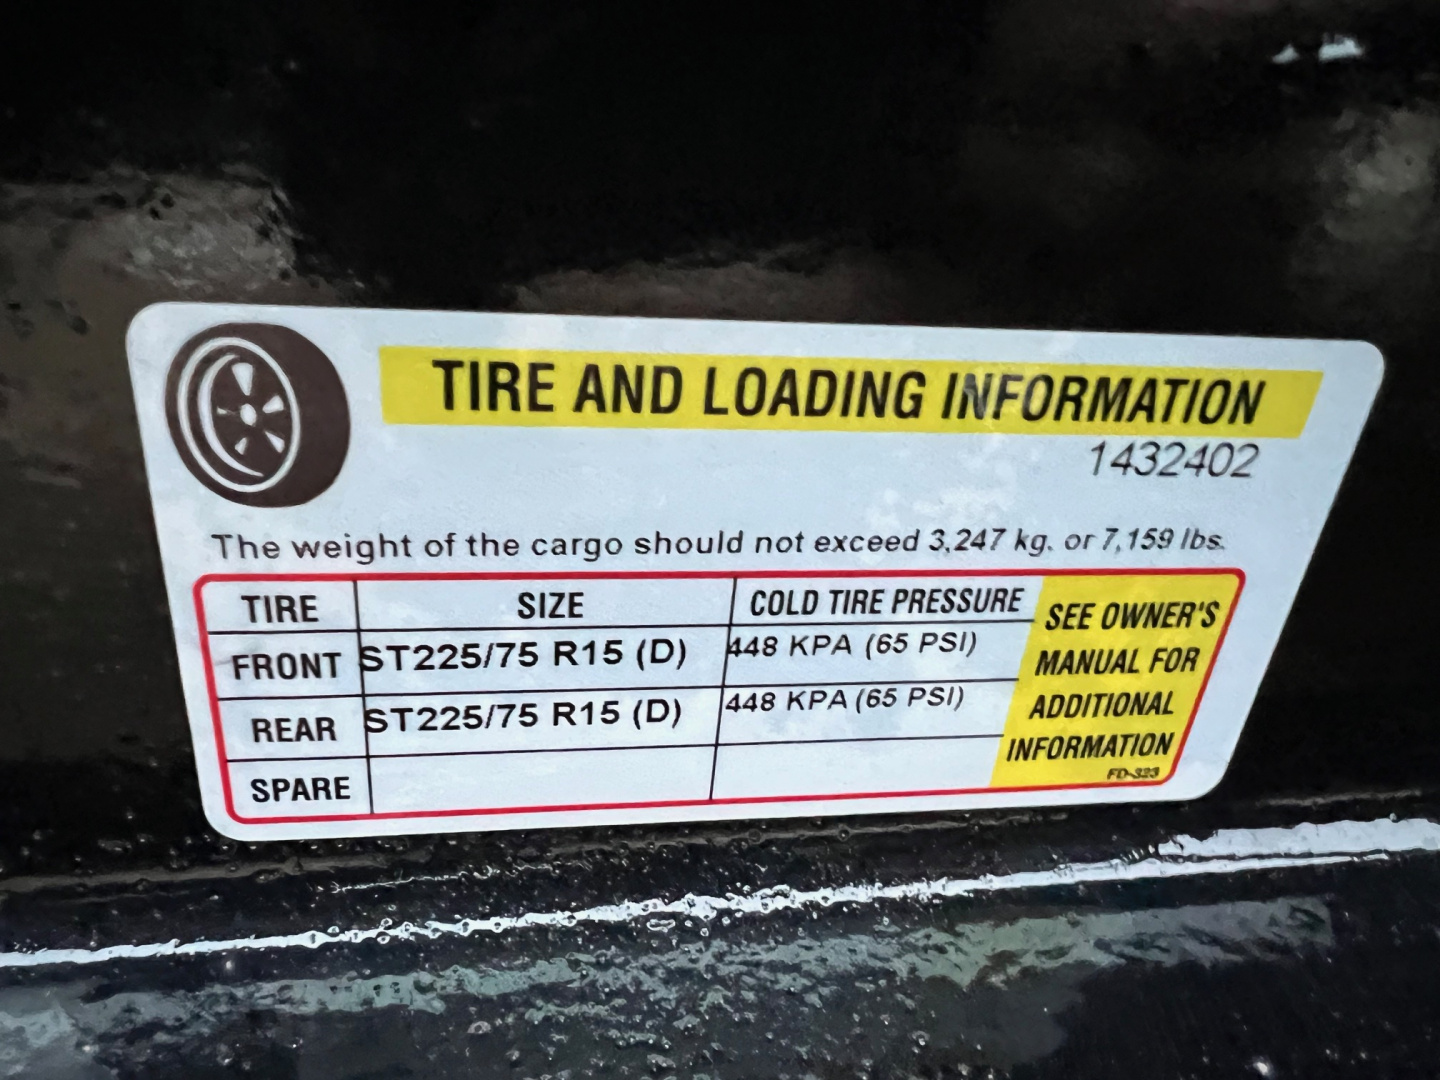 TIRE AND LOADING INFORMATION
1432402
The weight of the cargo should not exceed 3,247 kg. or 7,159 lbs.
TIRE SIZE COLD TIRE PRESSURE
FRONT ST225/75 R15 (D) 448 KPA (65 PSI)
REAR ST225/75 R15 (D) 448 KPA (65 PSI)
SPARE
SEE OWNER'S
MANUAL FOR
ADDITIONAL
INFORMATION
FD-323